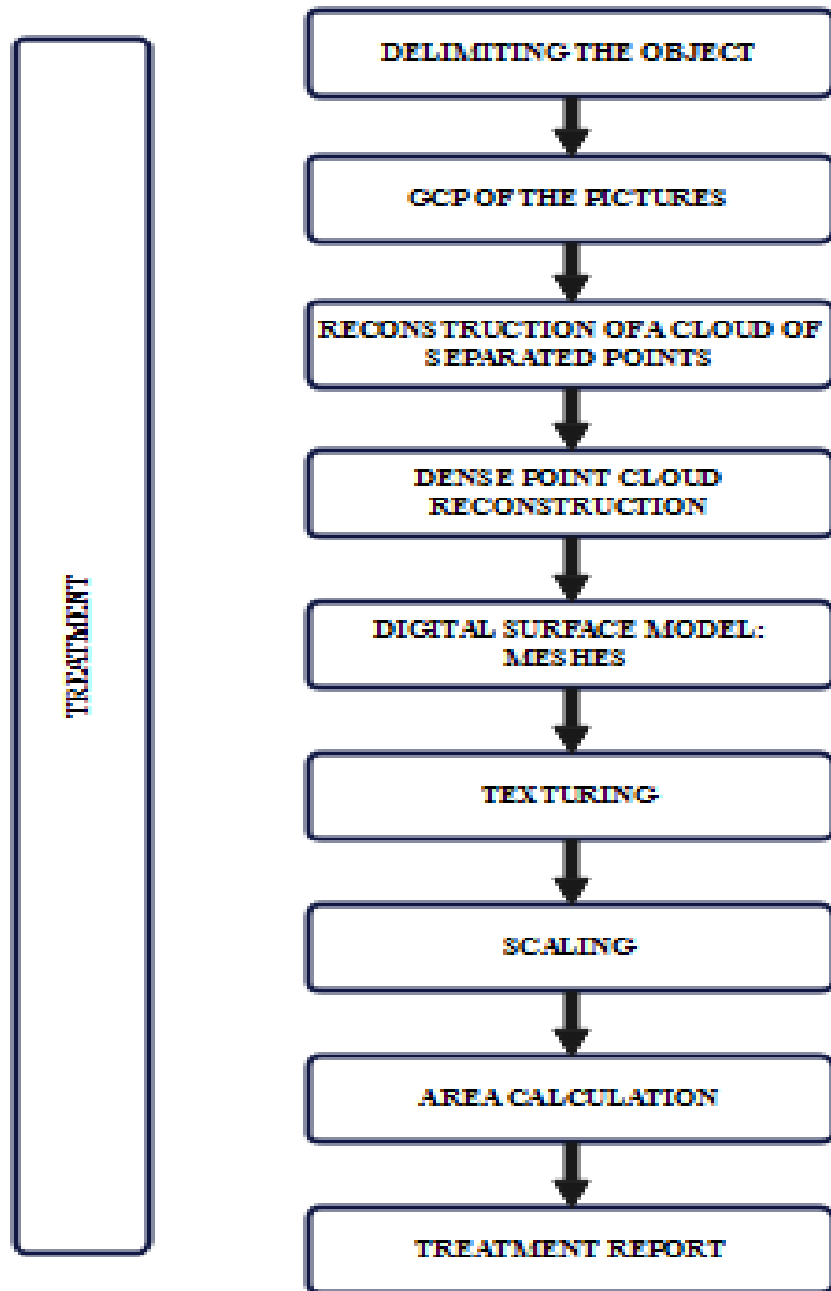 TREATMENT
DELIMITING THE OBJECT
GCP OF THE PICTURES
RECONSTRUCTION OF A CLOUD OF
SEPARATED POINTS
DENSE POINT CLOUD
RECONSTRUCTION
DIGITAL SURFACE MODEL:
MESHES
TEXTURING
SCALING
AREA CALCULATION
TREATMENT REPORT